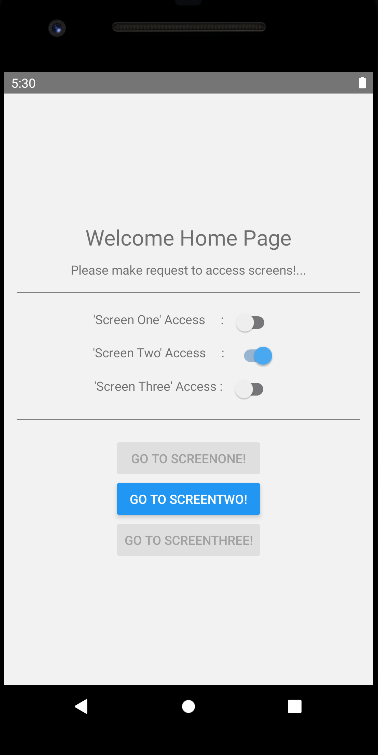 5:30
Welcome Home Page
Please make request to access screens!...
'Screen One' Access :
'Screen Two' Access :
'Screen Three' Access :
GO TO SCREENONE!
GO TO SCREENTWO!
GO TO SCREENTHREE!